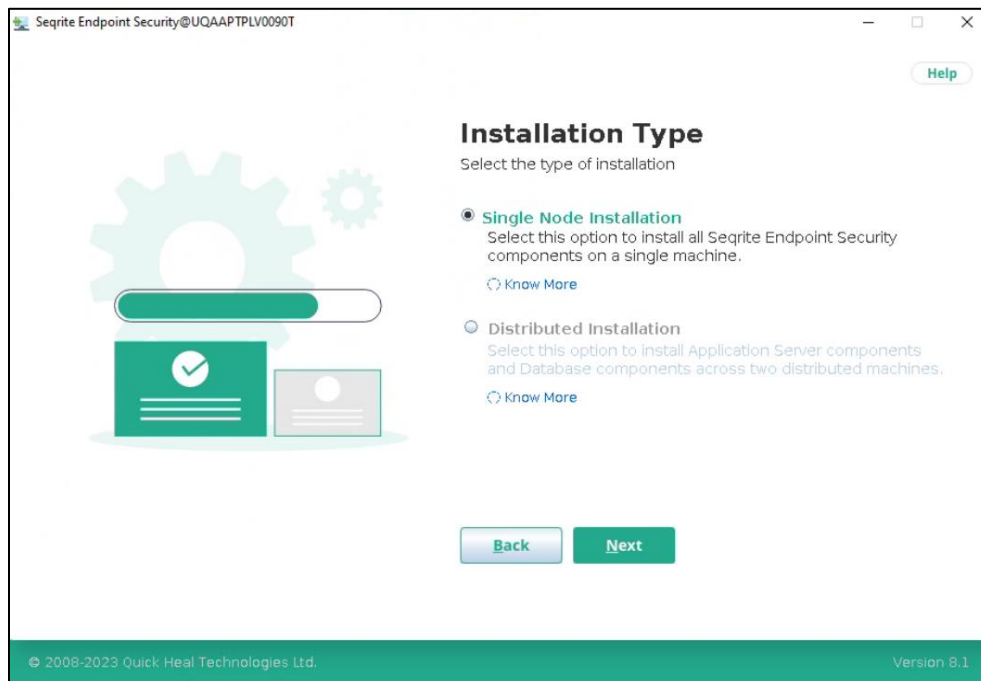 Seqrite Endpoint Security@UQAAPTPLV0090T
Help
Installation Type
Select the type of installation
Single Node Installation
Select this option to install all Seqrite Endpoint Security
components on a single machine.
Know More
Distributed Installation
Select this option to install Application Server components
and Database components across two distributed machines.
Know More
Back
Next
© 2008-2023 Quick Heal Technologies Ltd.
Version 8.1